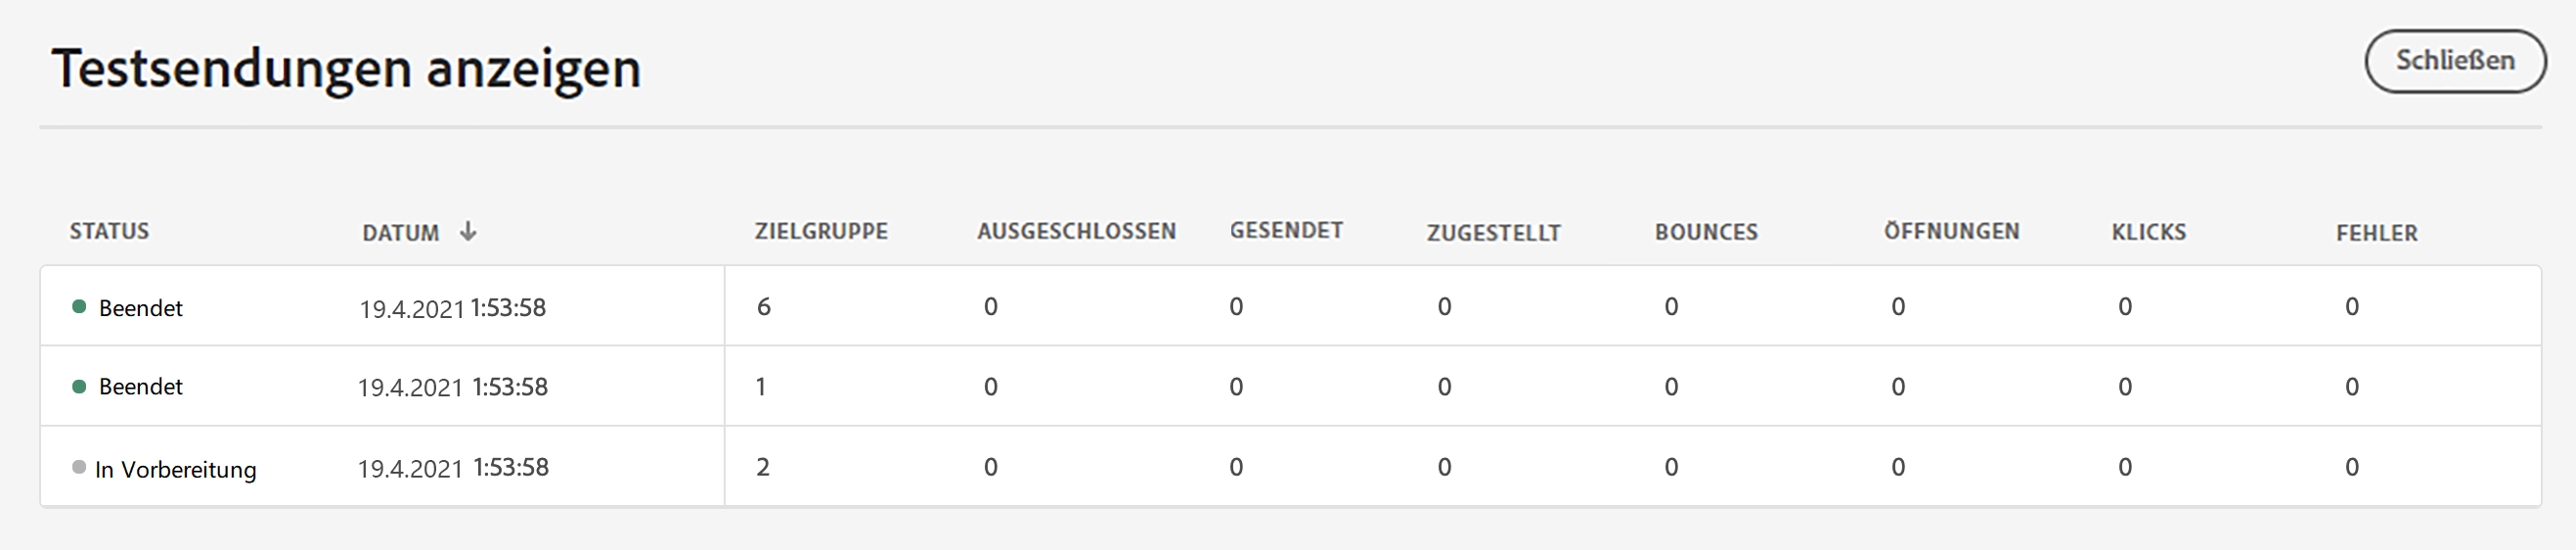 Testsendungen anzeigen Schließen
STATUS DATUM ↓ ZIELGRUPPE AUSGESCHLOSSEN GESENDET ZUGESTELLT BOUNCES ÖFFNUNGEN KLICKS FEHLER
Beendet 19.4.2021 1:53:58 6 0 0 0 0 0 0 0
Beendet 19.4.2021 1:53:58 1 0 0 0 0 0 0 0
In Vorbereitung 19.4.2021 1:53:58 2 0 0 0 0 0 0 0